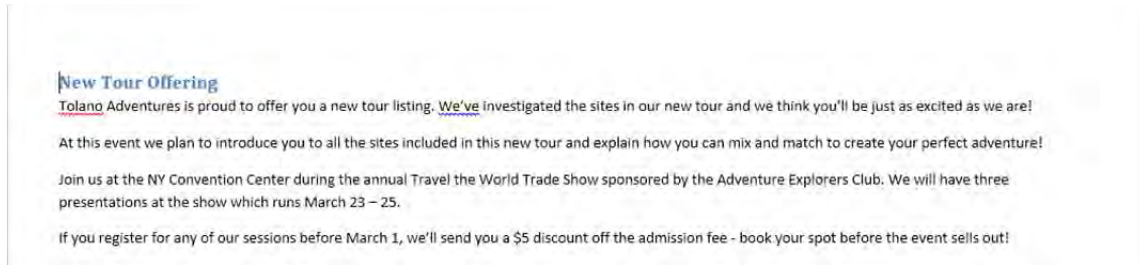 New Tour Offering
Tolano Adventures is proud to offer you a new tour listing. We've investigated the sites in our new tour and we think you'll be just as excited as we are!
At this event we plan to introduce you to all the sites included in this new tour and explain how you can mix and match to create your perfect adventure!
Join us at the NY Convention Center during the annual Travel the World Trade Show sponsored by the Adventure Explorers Club. We will have three
presentations at the show which runs March 23 – 25.
If you register for any of our sessions before March 1, we'll send you a $5 discount off the admission fee - book your spot before the event sells out!